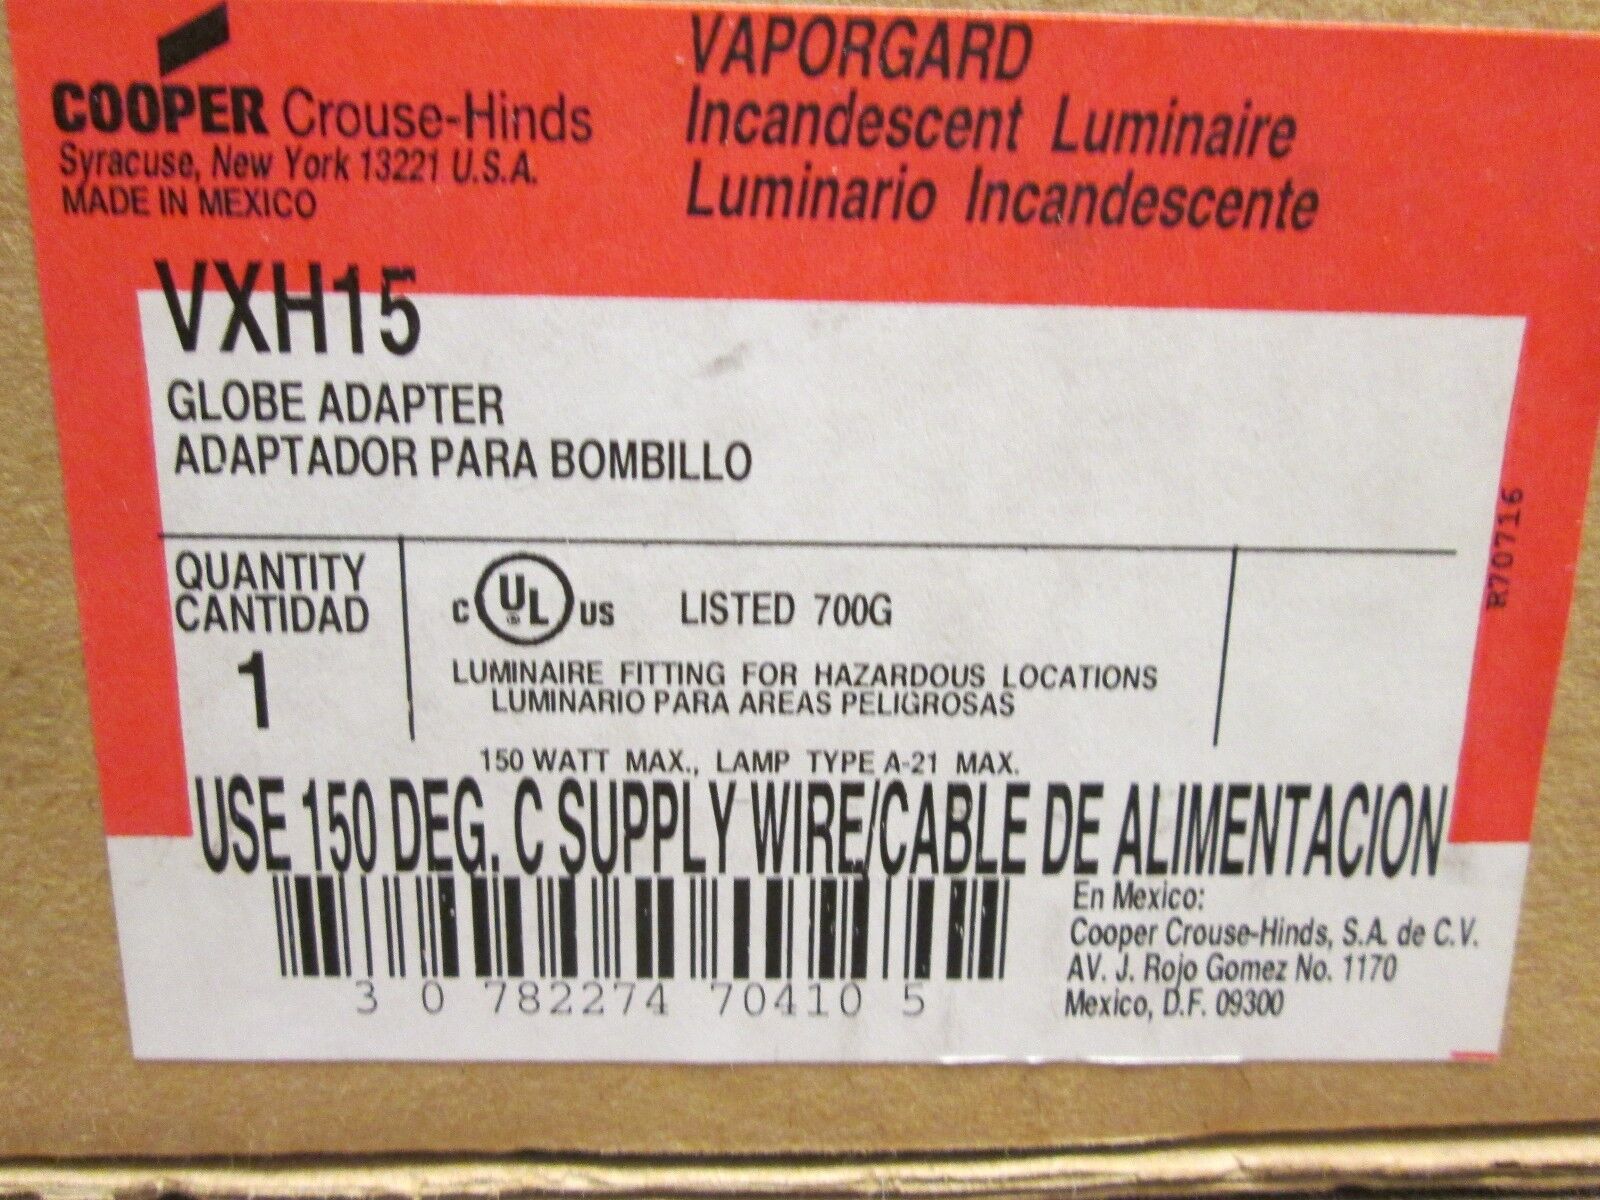 COOPER Crouse-Hinds
Syracuse, New York 13221 U.S.A.
MADE IN MEXICO
VAPORGARD
Incandescent Luminaire
Luminario Incandescente
VXH15
GLOBE ADAPTER
ADAPTADOR PARA BOMBILLO
QUANTITY
CANTIDAD
1
C UL ® US LISTED 700G
LUMINAIRE FITTING FOR HAZARDOUS LOCATIONS
LUMINARIO PARA AREAS PELIGROSAS
R70716
150 WATT MAX., LAMP TYPE A-21 MAX.
USE 150 DEG. C SUPPLY WIRE/CABLE DE ALIMENTACION
3 0 782274 70410 5
En Mexico:
Cooper Crouse-Hinds, S.A. de C.V.
AV. J. Rojo Gomez No. 1170
Mexico, D.F. 09300